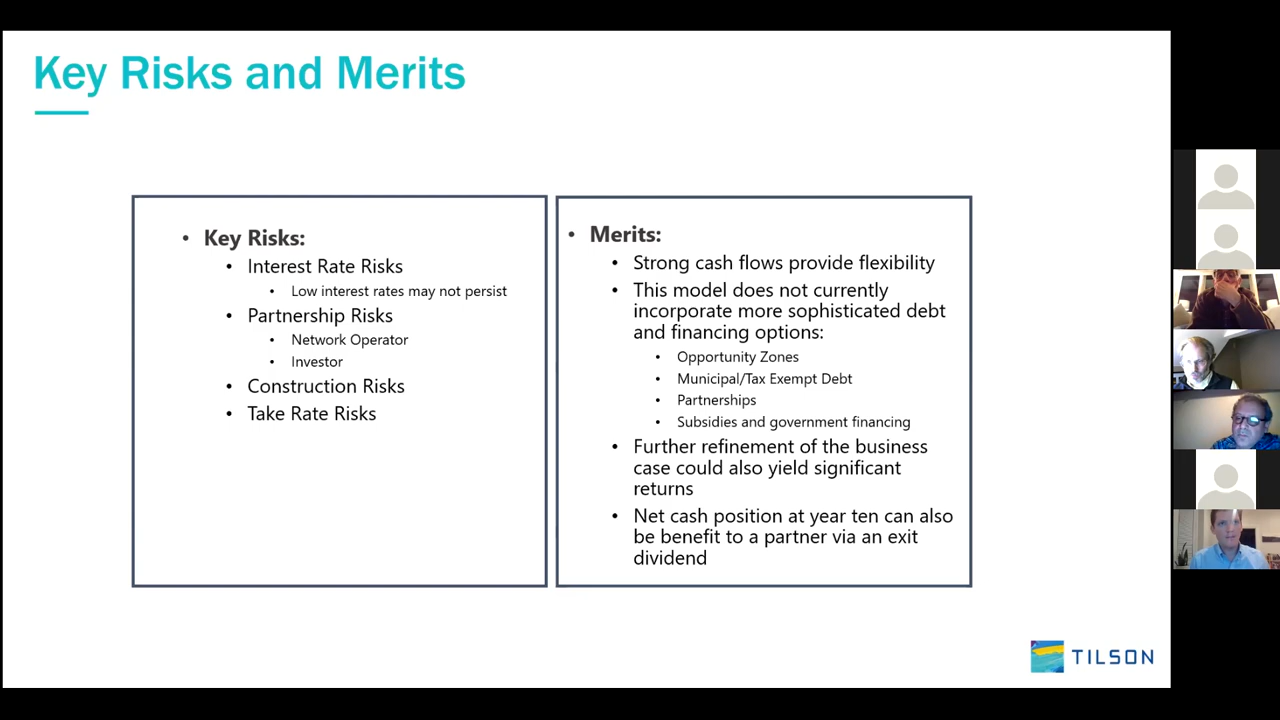 Key Risks and Merits
• Key Risks:
• Interest Rate Risks
• Low interest rates may not persist
• Partnership Risks
• Network Operator
• Investor
• Construction Risks
• Take Rate Risks
• Merits:
• Strong cash flows provide flexibility
• This model does not currently
incorporate more sophisticated debt
and financing options:
• Opportunity Zones
• Municipal/Tax Exempt Debt
• Partnerships
• Subsidies and government financing
• Further refinement of the business
case could also yield significant
returns
• Net cash position at year ten can also
be benefit to a partner via an exit
dividend
TILSON